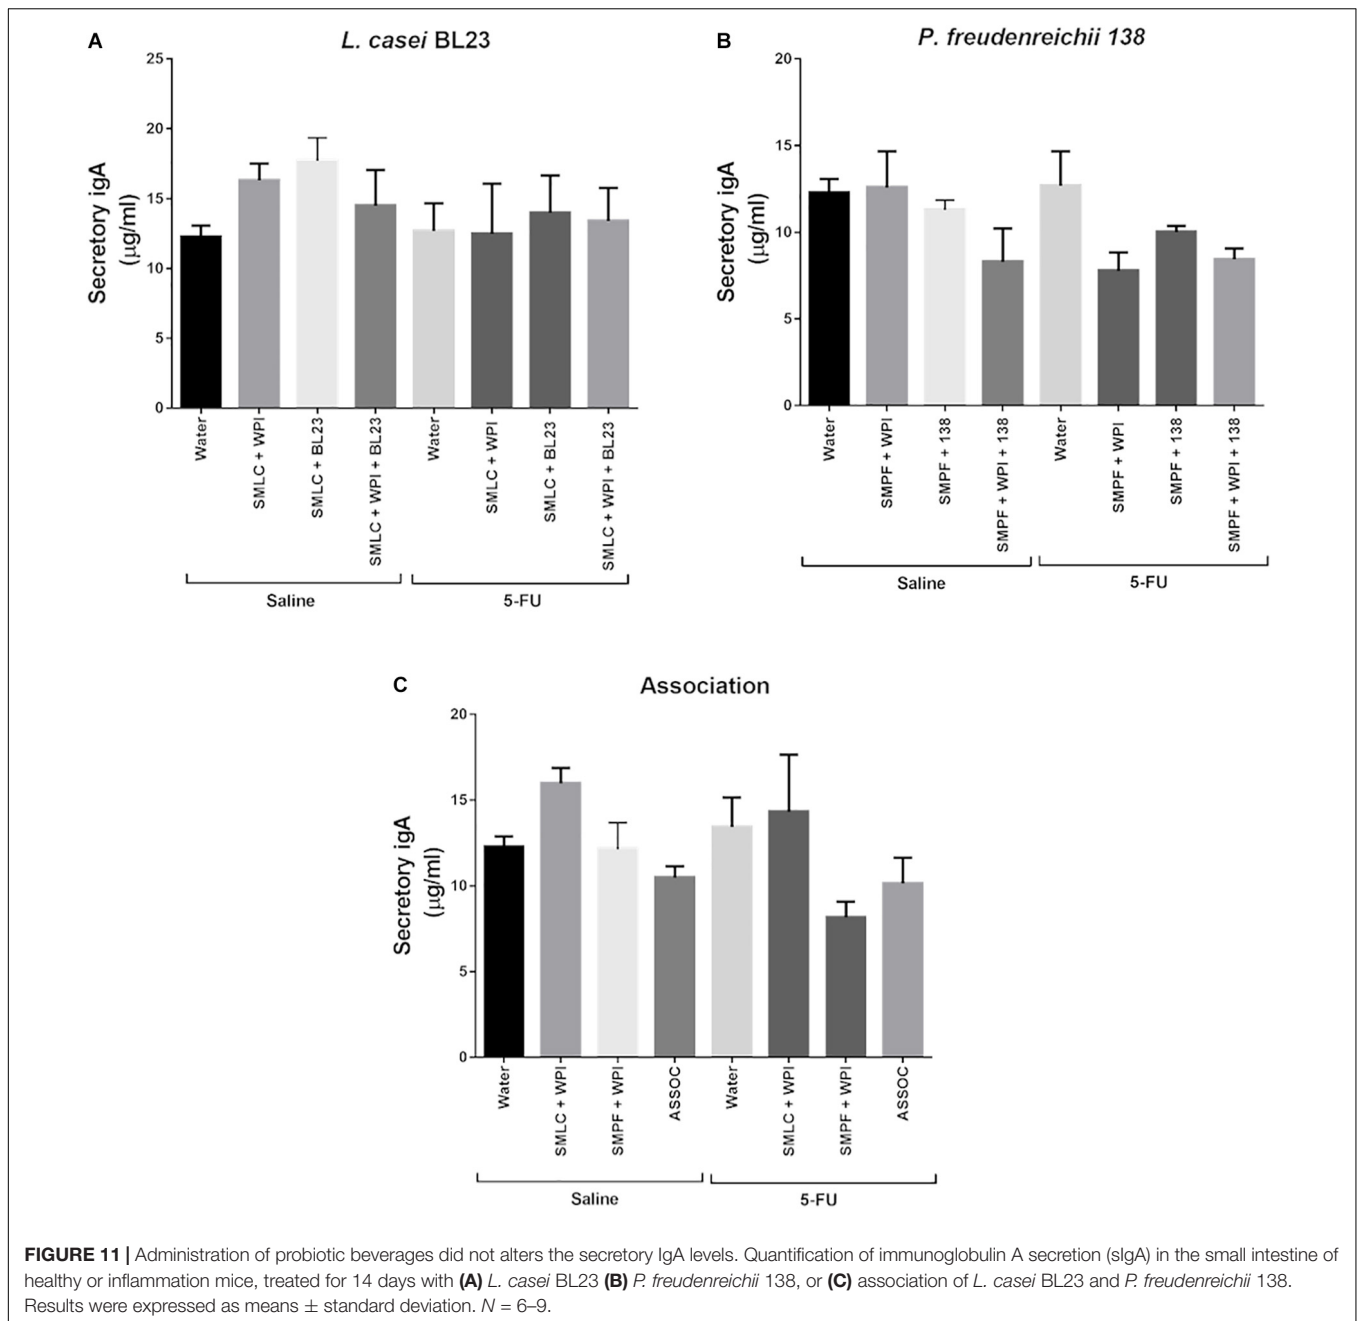 A
L. casei BL23
Secretory igA
(μg/ml)
25
20
15
10
5
0
Water
SMLC + WPI
SMLC + BL23
SMLC + WPI + BL23
Water
SMLC + WPI
SMLC + BL23
SMLC + WPI + BL23
Saline
5-FU
B
P. freudenreichii 138
Secretory igA
(μg/ml)
20
15
10
5
0
Water
SMPF + WPI
SMPF + 138
SMPF + WPI + 138
Water
SMPF + WPI
SMPF + 138
SMPF + WPI + 138
Saline
5-FU
C
Association
Secretory igA
(μg/ml)
20
15
10
5
0
Water
SMLC + WPI
SMPF + WPI
ASSOC
Water
SMLC + WPI
SMPF + WPI
ASSOC
Saline
5-FU
FIGURE 11 | Administration of probiotic beverages did not alters the secretory IgA levels. Quantification of immunoglobulin A secretion (sIgA) in the small intestine of
healthy or inflammation mice, treated for 14 days with (A) L. casei BL23 (B) P. freudenreichii 138, or (C) association of L. casei BL23 and P. freudenreichii 138.
Results were expressed as means ± standard deviation. N = 6–9.